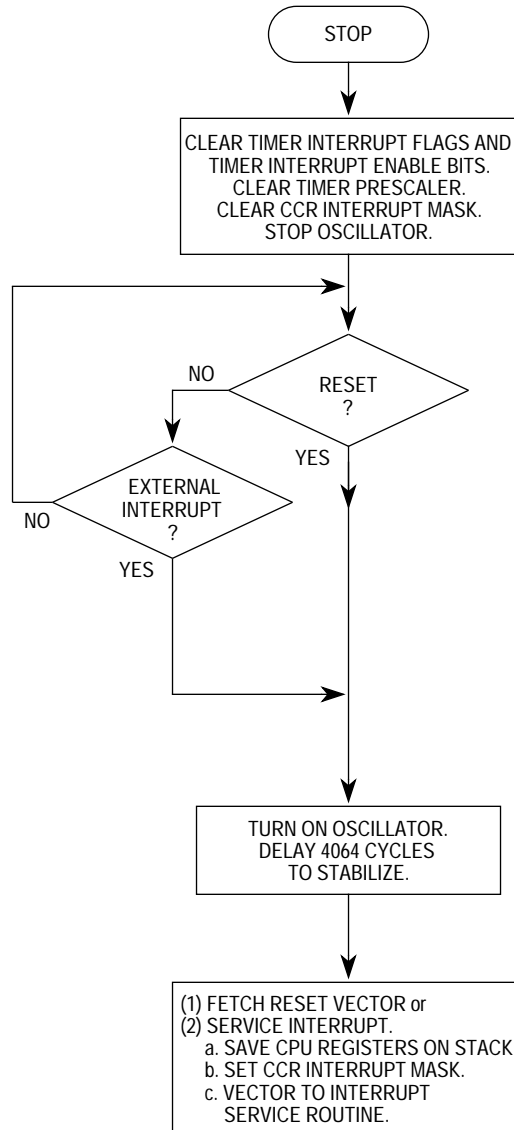 STOP
CLEAR TIMER INTERRUPT FLAGS AND
TIMER INTERRUPT ENABLE BITS.
CLEAR TIMER PRESCALER.
CLEAR CCR INTERRUPT MASK.
STOP OSCILLATOR.
NO
RESET
?
YES
EXTERNAL
INTERRUPT
?
NO
YES
TURN ON OSCILLATOR.
DELAY 4064 CYCLES
TO STABILIZE.
(1) FETCH RESET VECTOR or
(2) SERVICE INTERRUPT.
a. SAVE CPU REGISTERS ON STACK.
b. SET CCR INTERRUPT MASK.
c. VECTOR TO INTERRUPT
SERVICE ROUTINE.